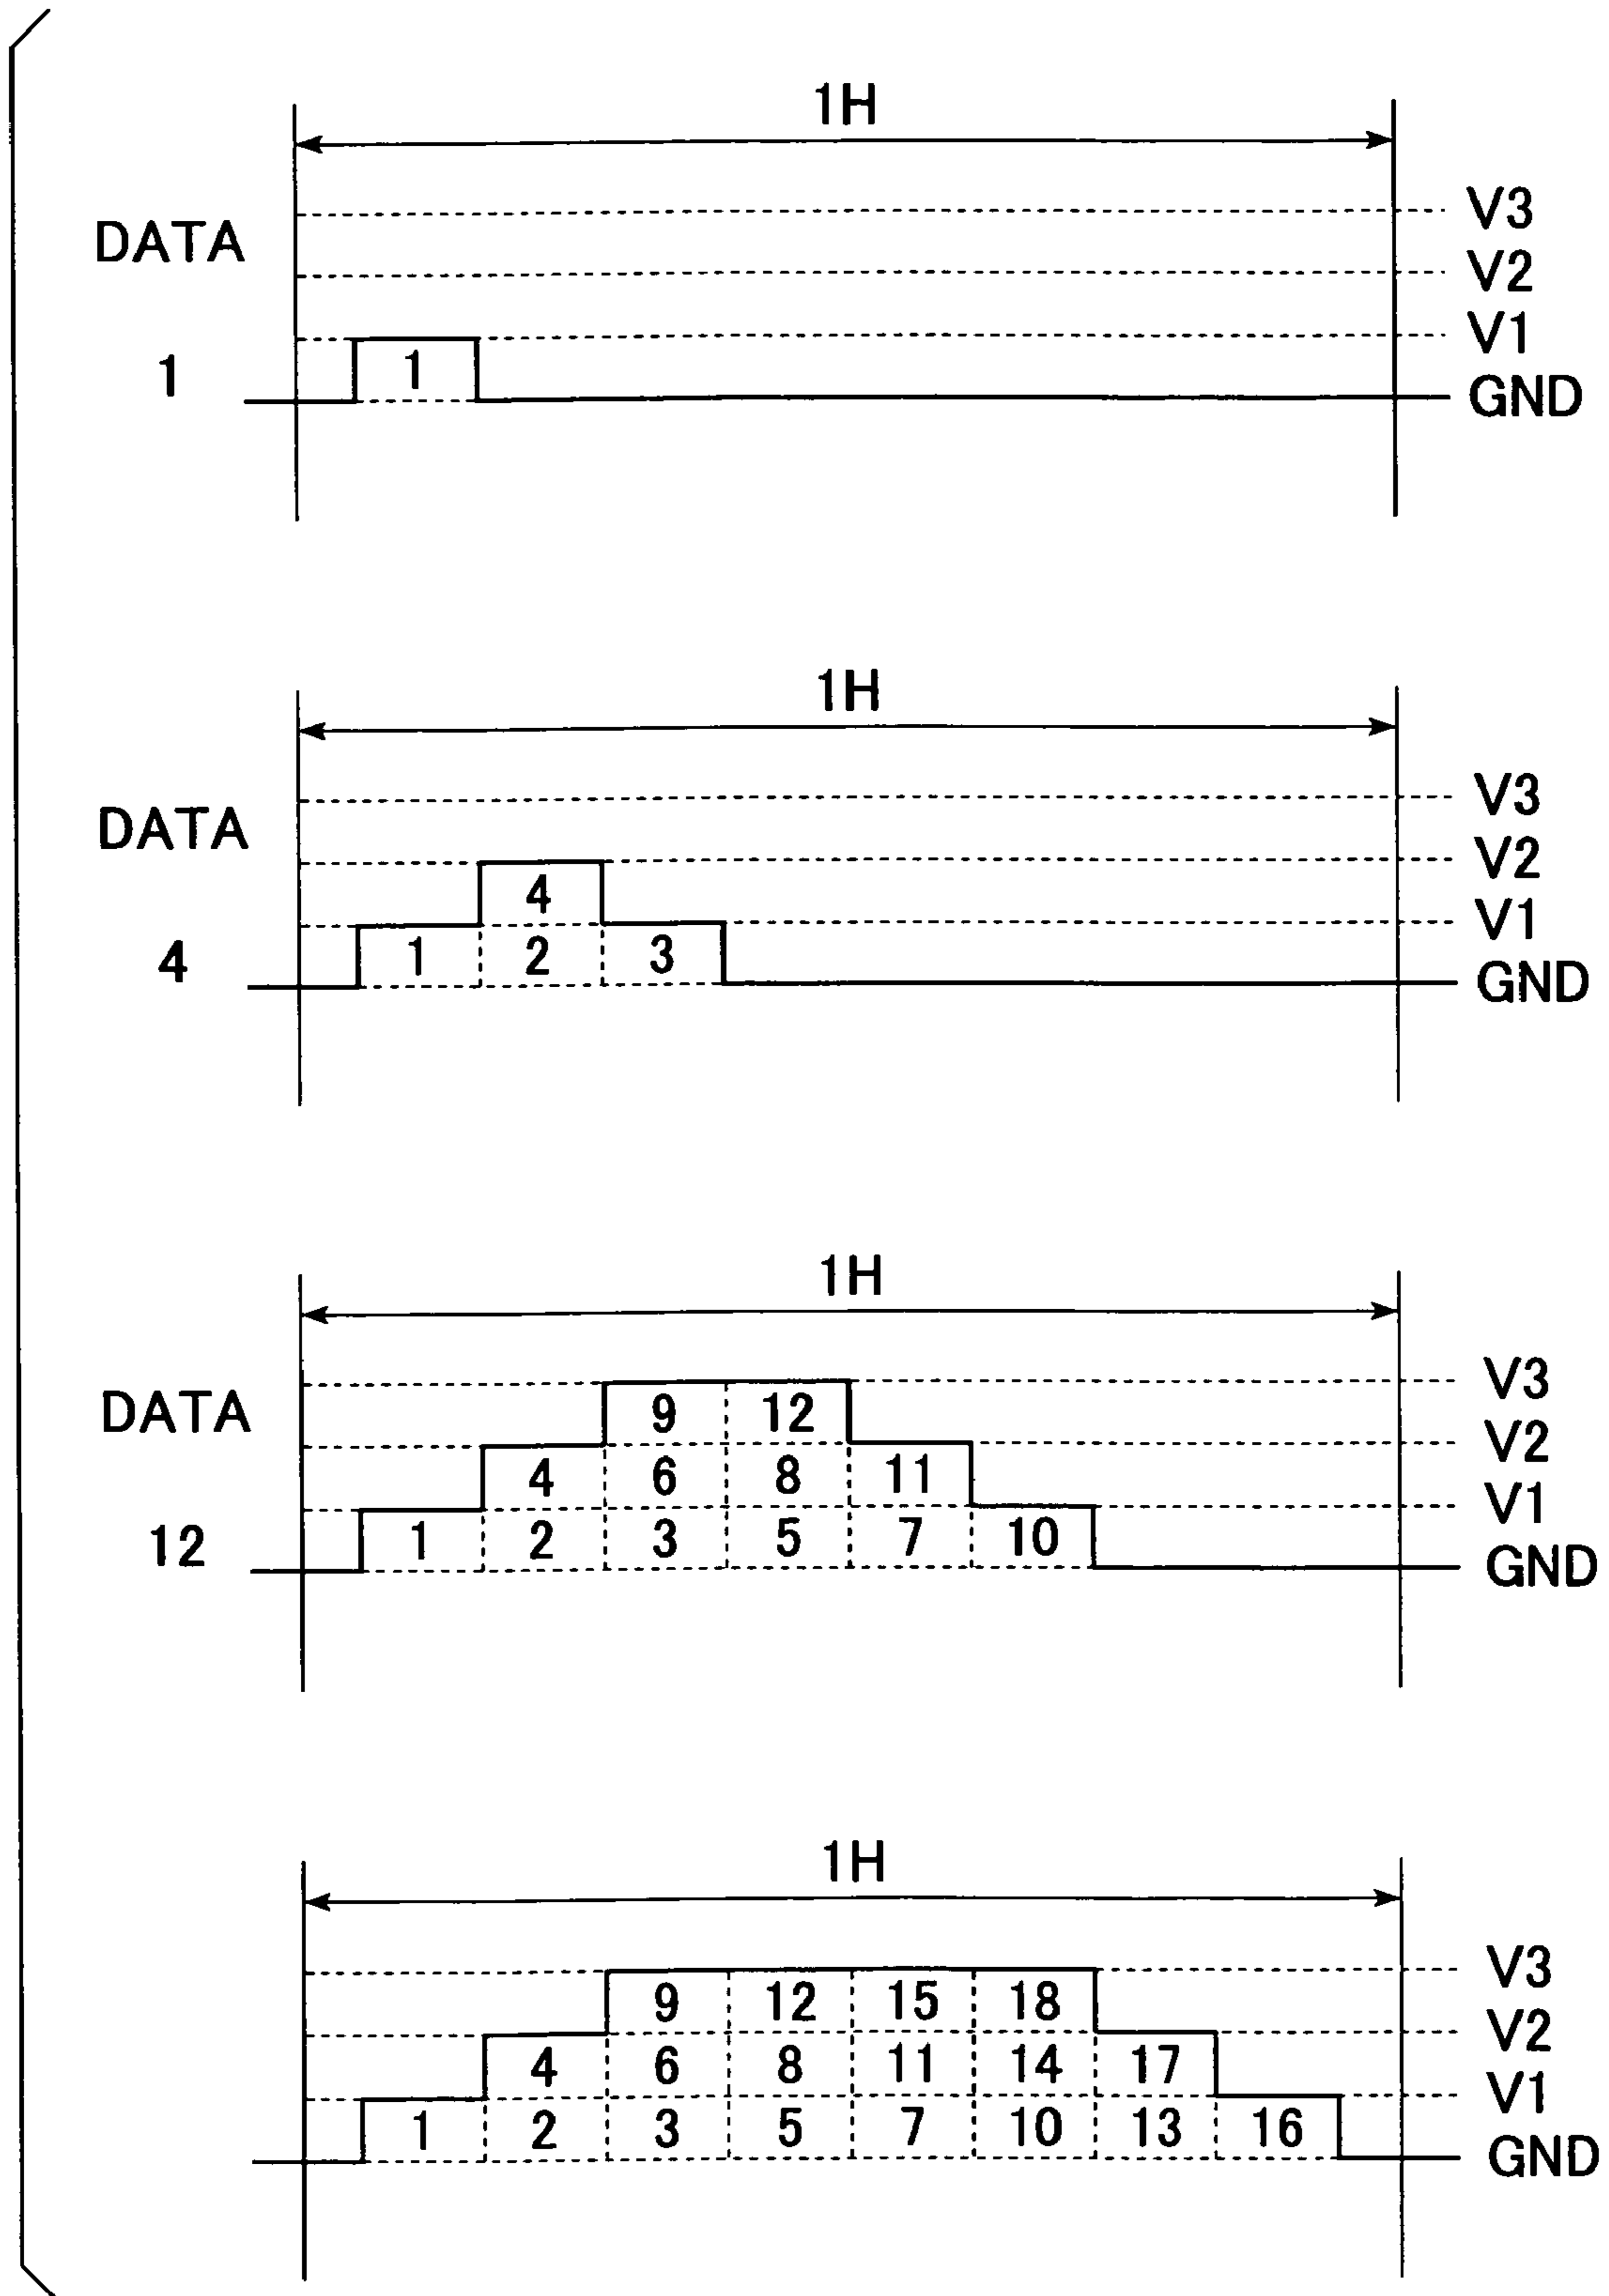 1H
V3
DATA
V2
V1
1 1
GND
1H
V3
DATA
V2
4
V1
4 1 2 3
GND
1H
V3
DATA 9 12
V2
4 6 8 11
V1
12 1 2 3 5 7 10
GND
1H
V3
9 12 15 18
V2
4 6 8 11 14 17
V1
1 2 3 5 7 10 13 16
GND